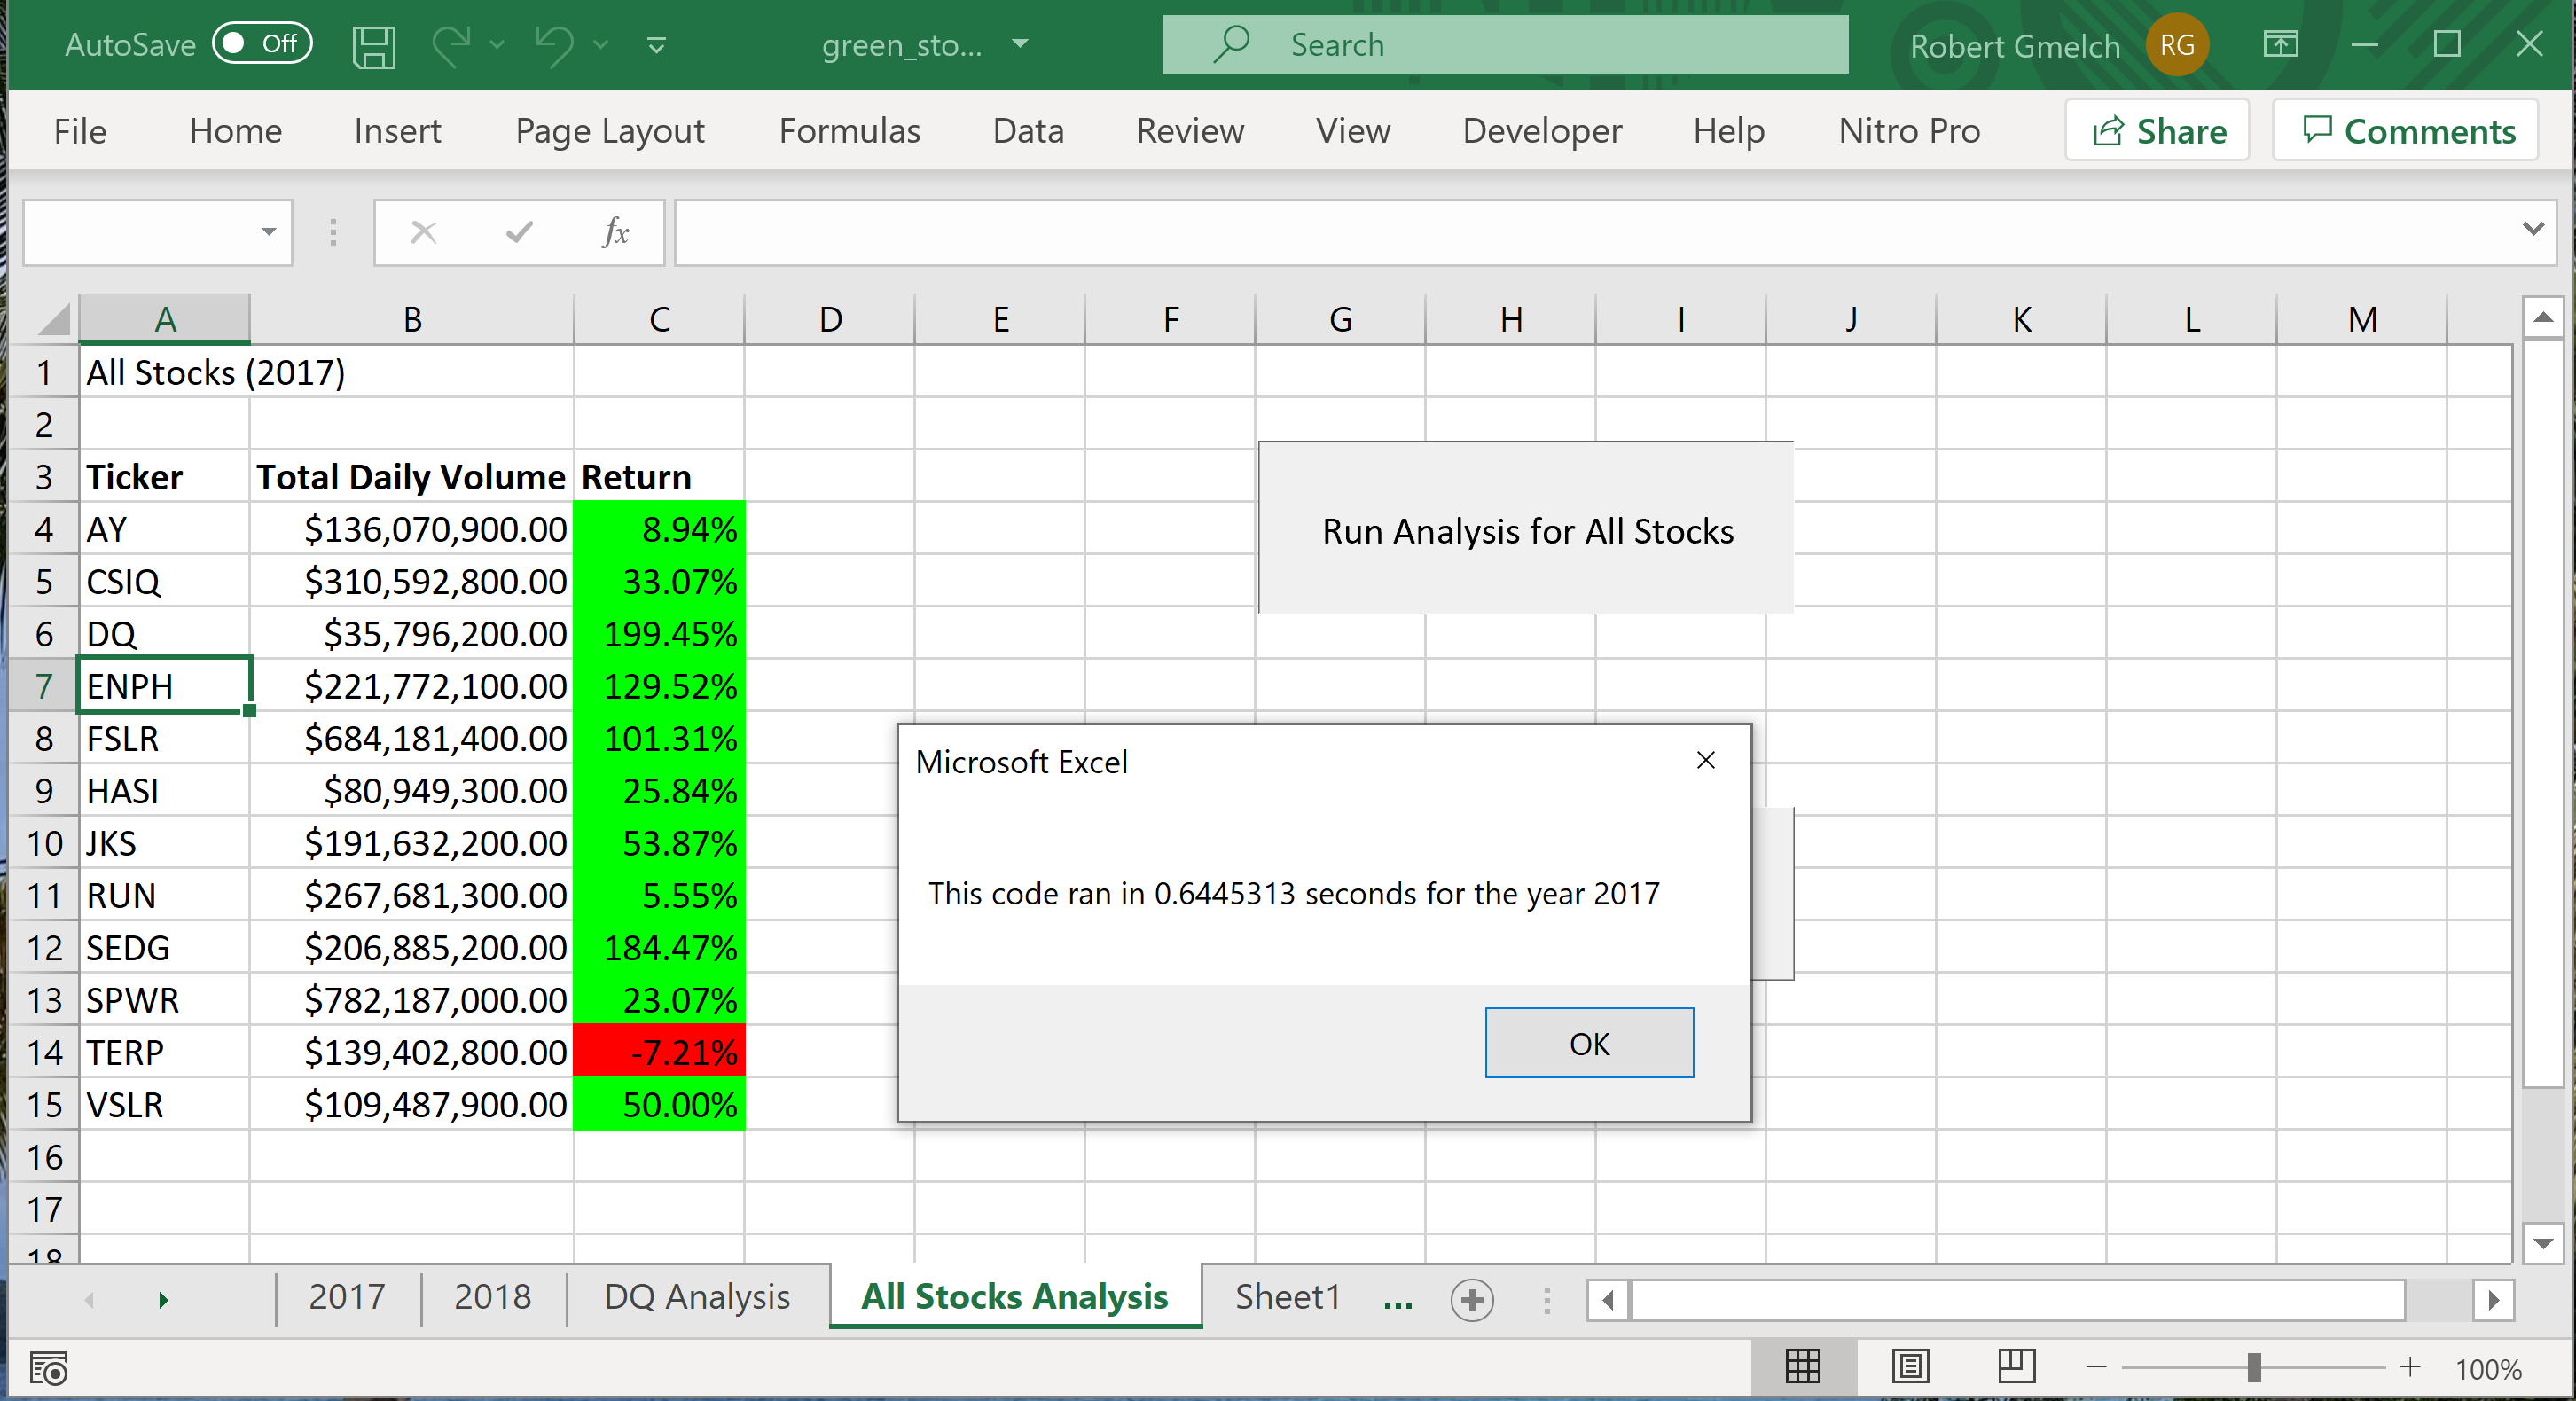 AutoSave Off green_sto... Search Robert Gmelch RG
File Home Insert Page Layout Formulas Data Review View Developer Help Nitro Pro Share Comments
fx
A B C D E F G H I J K L M
1 All Stocks (2017)
2
3 Ticker Total Daily Volume Return
4 AY $136,070,900.00 8.94%
Run Analysis for All Stocks
5 CSIQ $310,592,800.00 33.07%
6 DQ $35,796,200.00 199.45%
7 ENPH $221,772,100.00 129.52%
8 FSLR $684,181,400.00 101.31%
9 HASI $80,949,300.00 25.84%
10 JKS $191,632,200.00 53.87%
11 RUN $267,681,300.00 5.55%
12 SEDG $206,885,200.00 184.47%
13 SPWR $782,187,000.00 23.07%
14 TERP $139,402,800.00 -7.21%
15 VSLR $109,487,900.00 50.00%
16
17
18
Microsoft Excel
This code ran in 0.6445313 seconds for the year 2017
OK
2017 2018 DQ Analysis All Stocks Analysis Sheet1 ...
100%